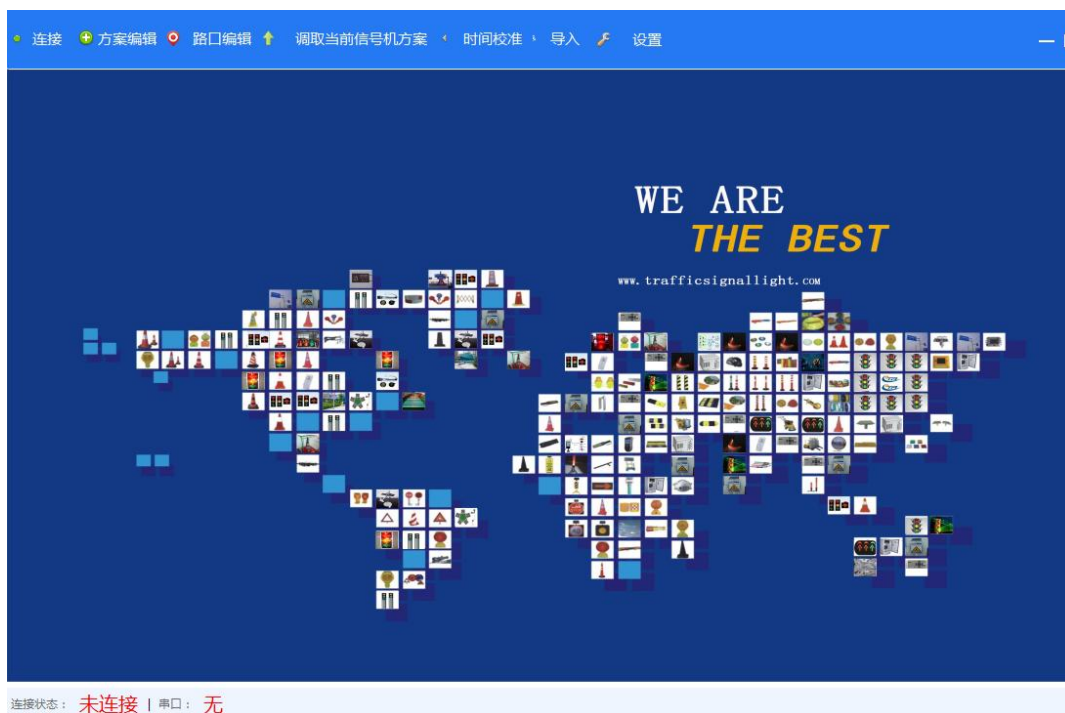 连接 方案编辑 路口编辑 调取当前信号机方案 时间校准 导入 设置
WE ARE
THE BEST
www.trafficsignallight.com
连接状态： 未连接 | 串口： 无